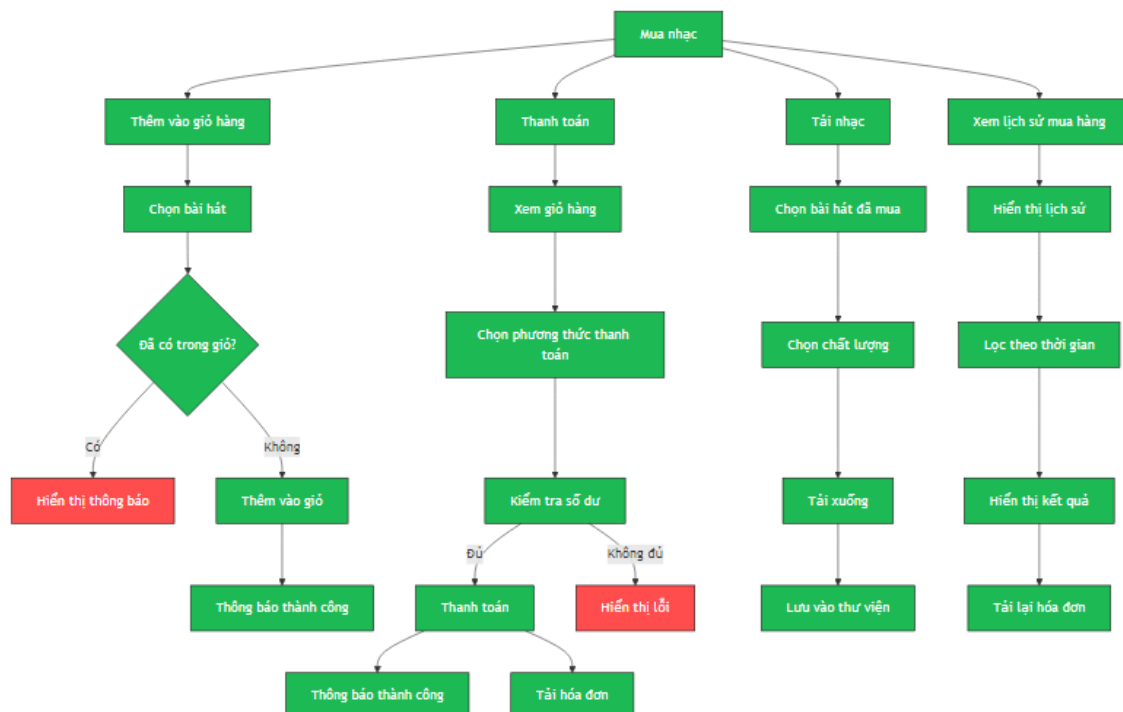 Mua nhạc
Thêm vào giỏ hàng
Thanh toán
Tải nhạc
Xem lịch sử mua hàng
Chọn bài hát
Xem giỏ hàng
Chọn bài hát đã mua
Hiển thị lịch sử
Đã có trong giỏ?
Chọn phương thức thanh
toán
Chọn chất lượng
Lọc theo thời gian
Có
Không
Hiển thị thông báo
Thêm vào giỏ
Kiểm tra số dư
Tải xuống
Hiển thị kết quả
Đủ
Không đủ
Thông báo thành công
Thanh toán
Hiển thị lỗi
Lưu vào thư viện
Tải lại hóa đơn
Thông báo thành công
Tải hóa đơn